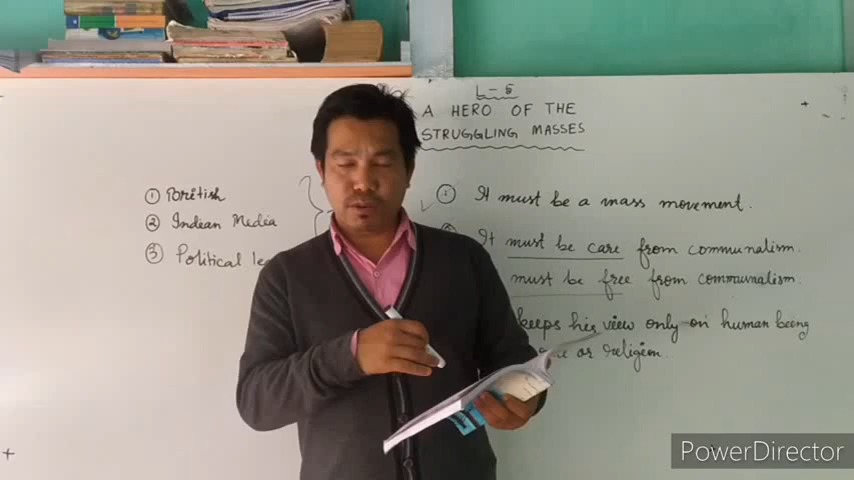 L - 5
A HERO OF THE
STRUGGLING MASSES
① British
② Indian Media
③ Political
① It must be a mass movement.
It must be care from communalism.
must be free from communalism.
keeps his view only on human being
or religion.
PowerDirector